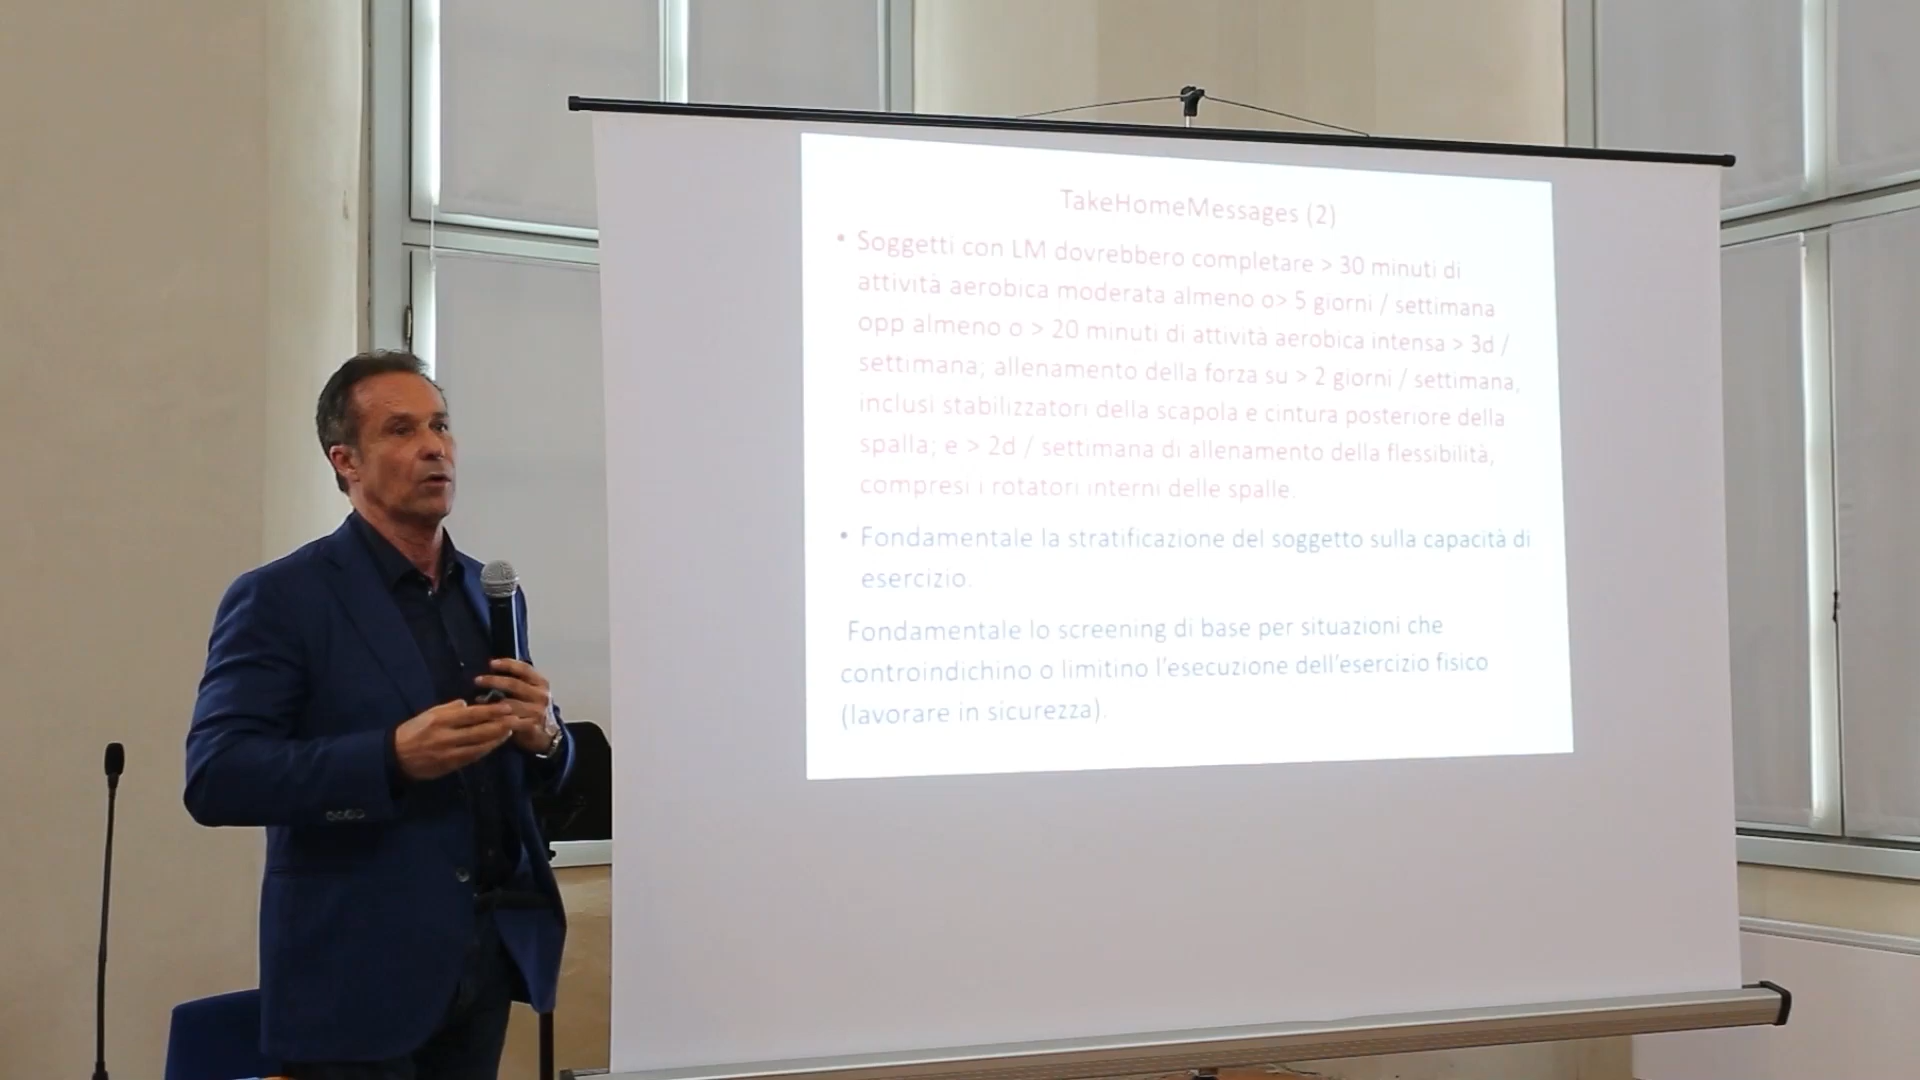 TakeHomeMessages (2)
• Soggetti con LM dovrebbero completare > 30 minuti di
attività aerobica moderata almeno o> 5 giorni / settimana
opp almeno o > 20 minuti di attività aerobica intensa > 3d /
settimana; allenamento della forza su > 2 giorni / settimana,
inclusi stabilizzatori della scapola e cintura posteriore della
spalla; e > 2d / settimana di allenamento della flessibilità,
compresi i rotatori interni delle spalle.
• Fondamentale la stratificazione del soggetto sulla capacità di
esercizio.
Fondamentale lo screening di base per situazioni che
controindichino o limitino l'esecuzione dell'esercizio fisico
(lavorare in sicurezza).